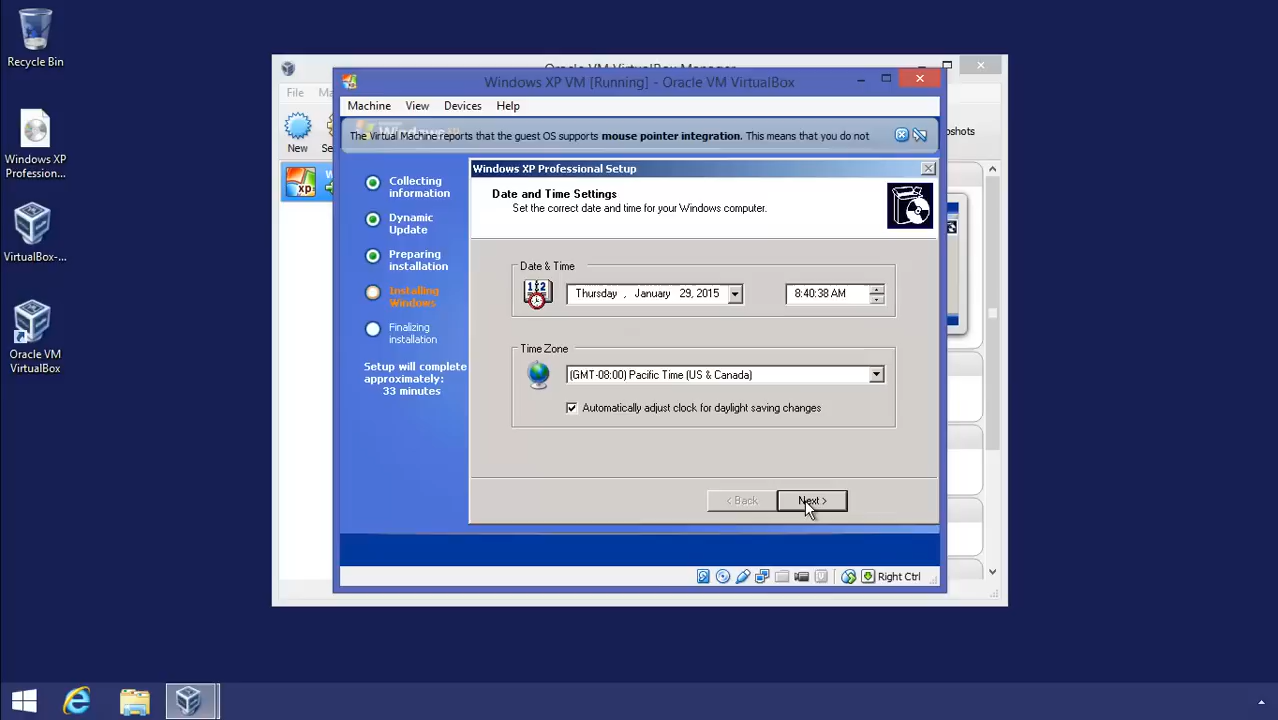 Recycle Bin
Windows XP
Profession...
VirtualBox-...
Oracle VM
VirtualBox
Oracle VM VirtualBox Manager
File
New
Windows XP VM [Running] - Oracle VM VirtualBox
Machine View Devices Help
The Virtual Machine reports that the guest OS supports mouse pointer integration. This means that you do not
Collecting
information
Dynamic
Update
Preparing
installation
Installing
Windows
Finalizing
installation
Setup will complete
approximately:
33 minutes
Windows XP Professional Setup
Date and Time Settings
Set the correct date and time for your Windows computer.
Date & Time
Thursday , January 29, 2015
8:40:38 AM
Time Zone
(GMT-08:00) Pacific Time (US & Canada)
Automatically adjust clock for daylight saving changes
< Back
Next >
Right Ctrl